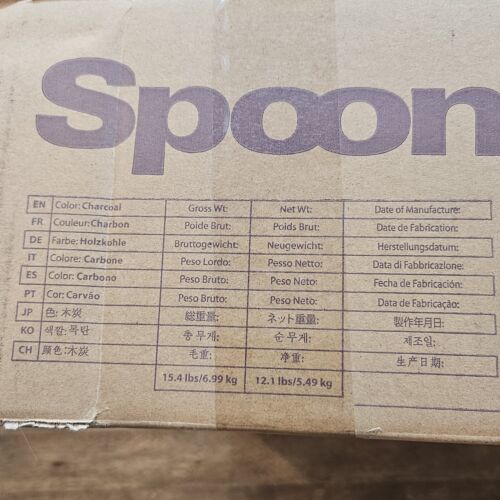 Spoon
EN Color: Charcoal Gross Wt: Net Wt: Date of Manufacture:
FR Couleur: Charbon Poide Brut: Poids Brut: Date de Fabrication:
DE Farbe: Holzkohle Bruttogewicht: Neugewicht: Herstellungsdatum:
IT Colore: Carbone Peso Lordo: Pesso Netto: Data di Fabbricazlone:
ES Color: Carbono Peso Bruto: Peso Neto: Fecha de Fabricación:
PT Cor: Carvão Peso Bruto: Peso Neto: Data de Fabricação:
JP 色: 木炭 総重量: ネット重量: 製作年月日:
KO 색깔: 목탄 총 무게: 순 무게: 제조일:
CH 颜色: 木炭 毛重: 净重: 生产日期:
15.4 lbs/6.99 kg 12.1 lbs/5.49 kg